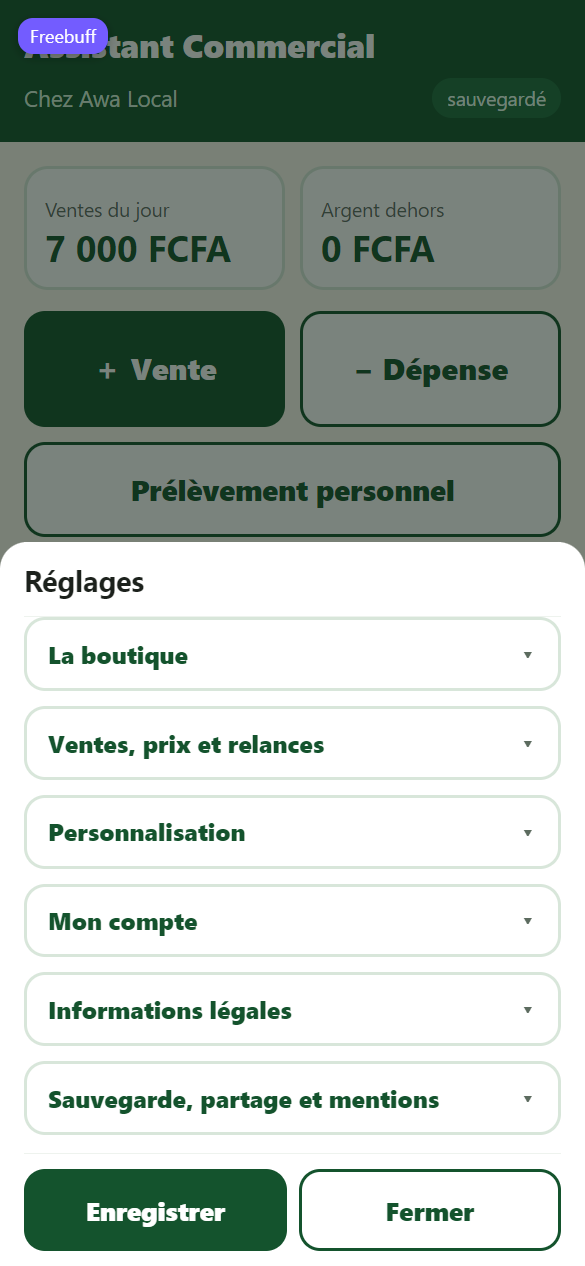 Freebuff
Assistant Commercial
Chez Awa Local
sauvegardé
Ventes du jour
7 000 FCFA
Argent dehors
0 FCFA
+ Vente
− Dépense
Prélèvement personnel
Réglages
La boutique
Ventes, prix et relances
Personnalisation
Mon compte
Informations légales
Sauvegarde, partage et mentions
Enregistrer
Fermer